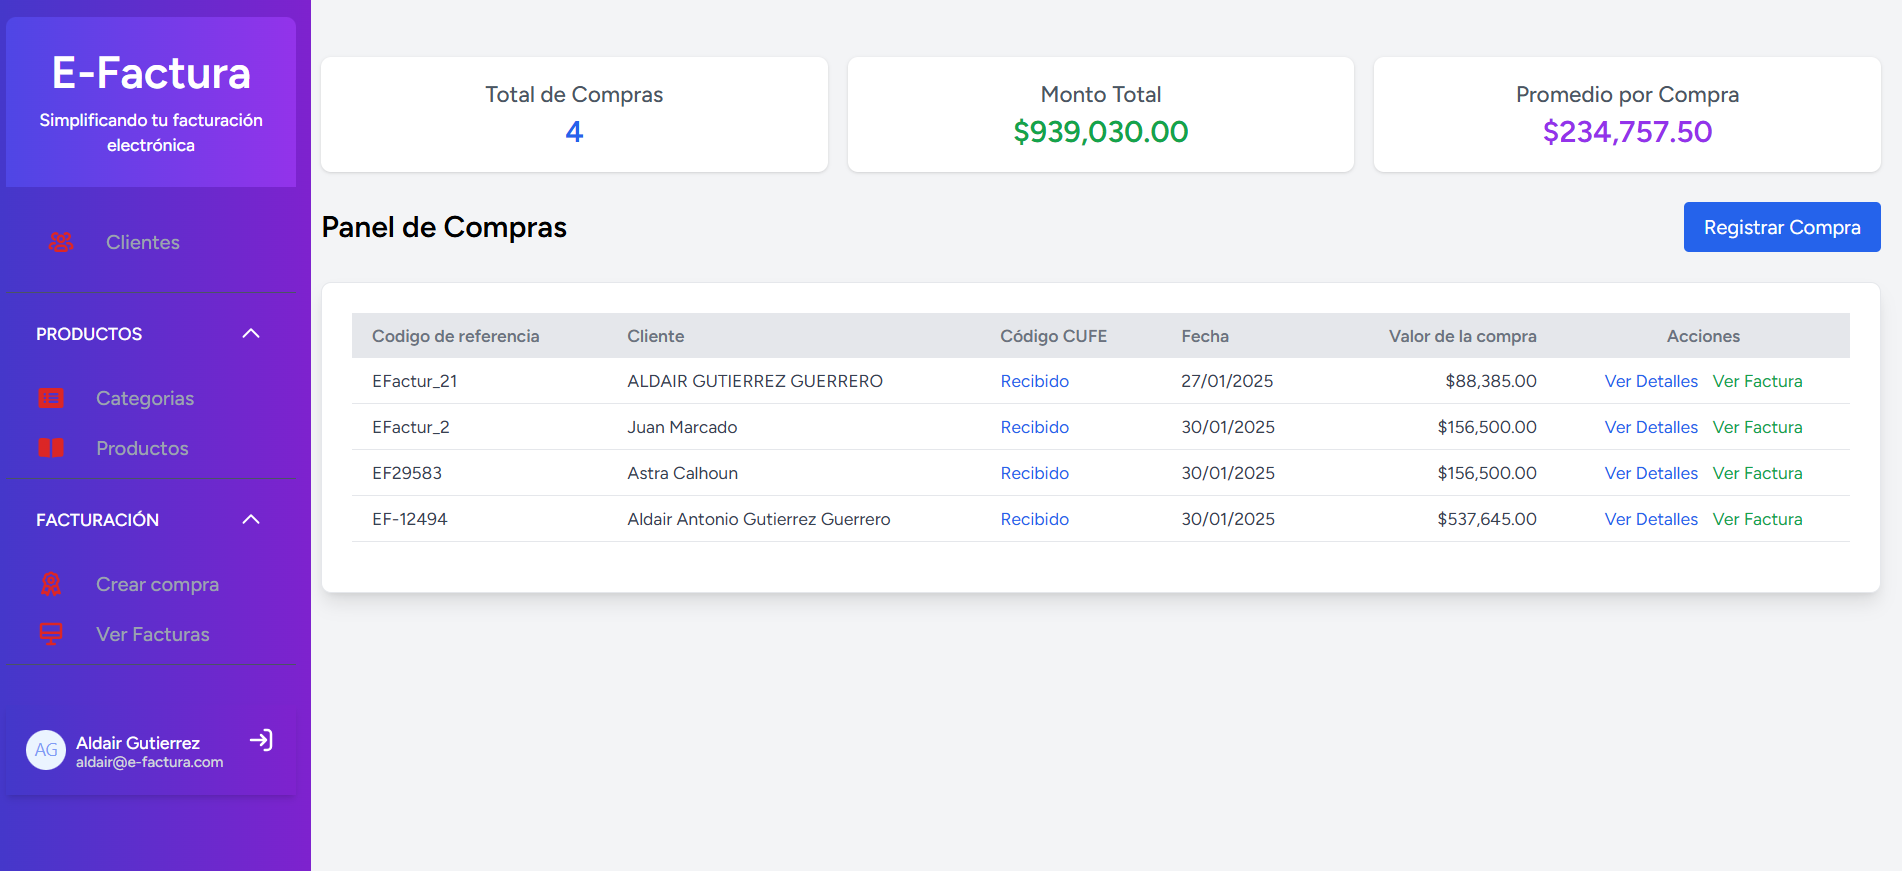 E-Factura
Simplificando tu facturación
electrónica
Clientes
PRODUCTOS
Categorias
Productos
FACTURACIÓN
Crear compra
Ver Facturas
AG
Aldair Gutierrez
aldair@e-factura.com
Total de Compras
4
Monto Total
$939,030.00
Promedio por Compra
$234,757.50
Panel de Compras
Registrar Compra
Codigo de referencia Cliente Código CUFE Fecha Valor de la compra Acciones
EFactur_21 ALDAIR GUTIERREZ GUERRERO Recibido 27/01/2025 $88,385.00 Ver Detalles Ver Factura
EFactur_2 Juan Marcado Recibido 30/01/2025 $156,500.00 Ver Detalles Ver Factura
EF29583 Astra Calhoun Recibido 30/01/2025 $156,500.00 Ver Detalles Ver Factura
EF-12494 Aldair Antonio Gutierrez Guerrero Recibido 30/01/2025 $537,645.00 Ver Detalles Ver Factura